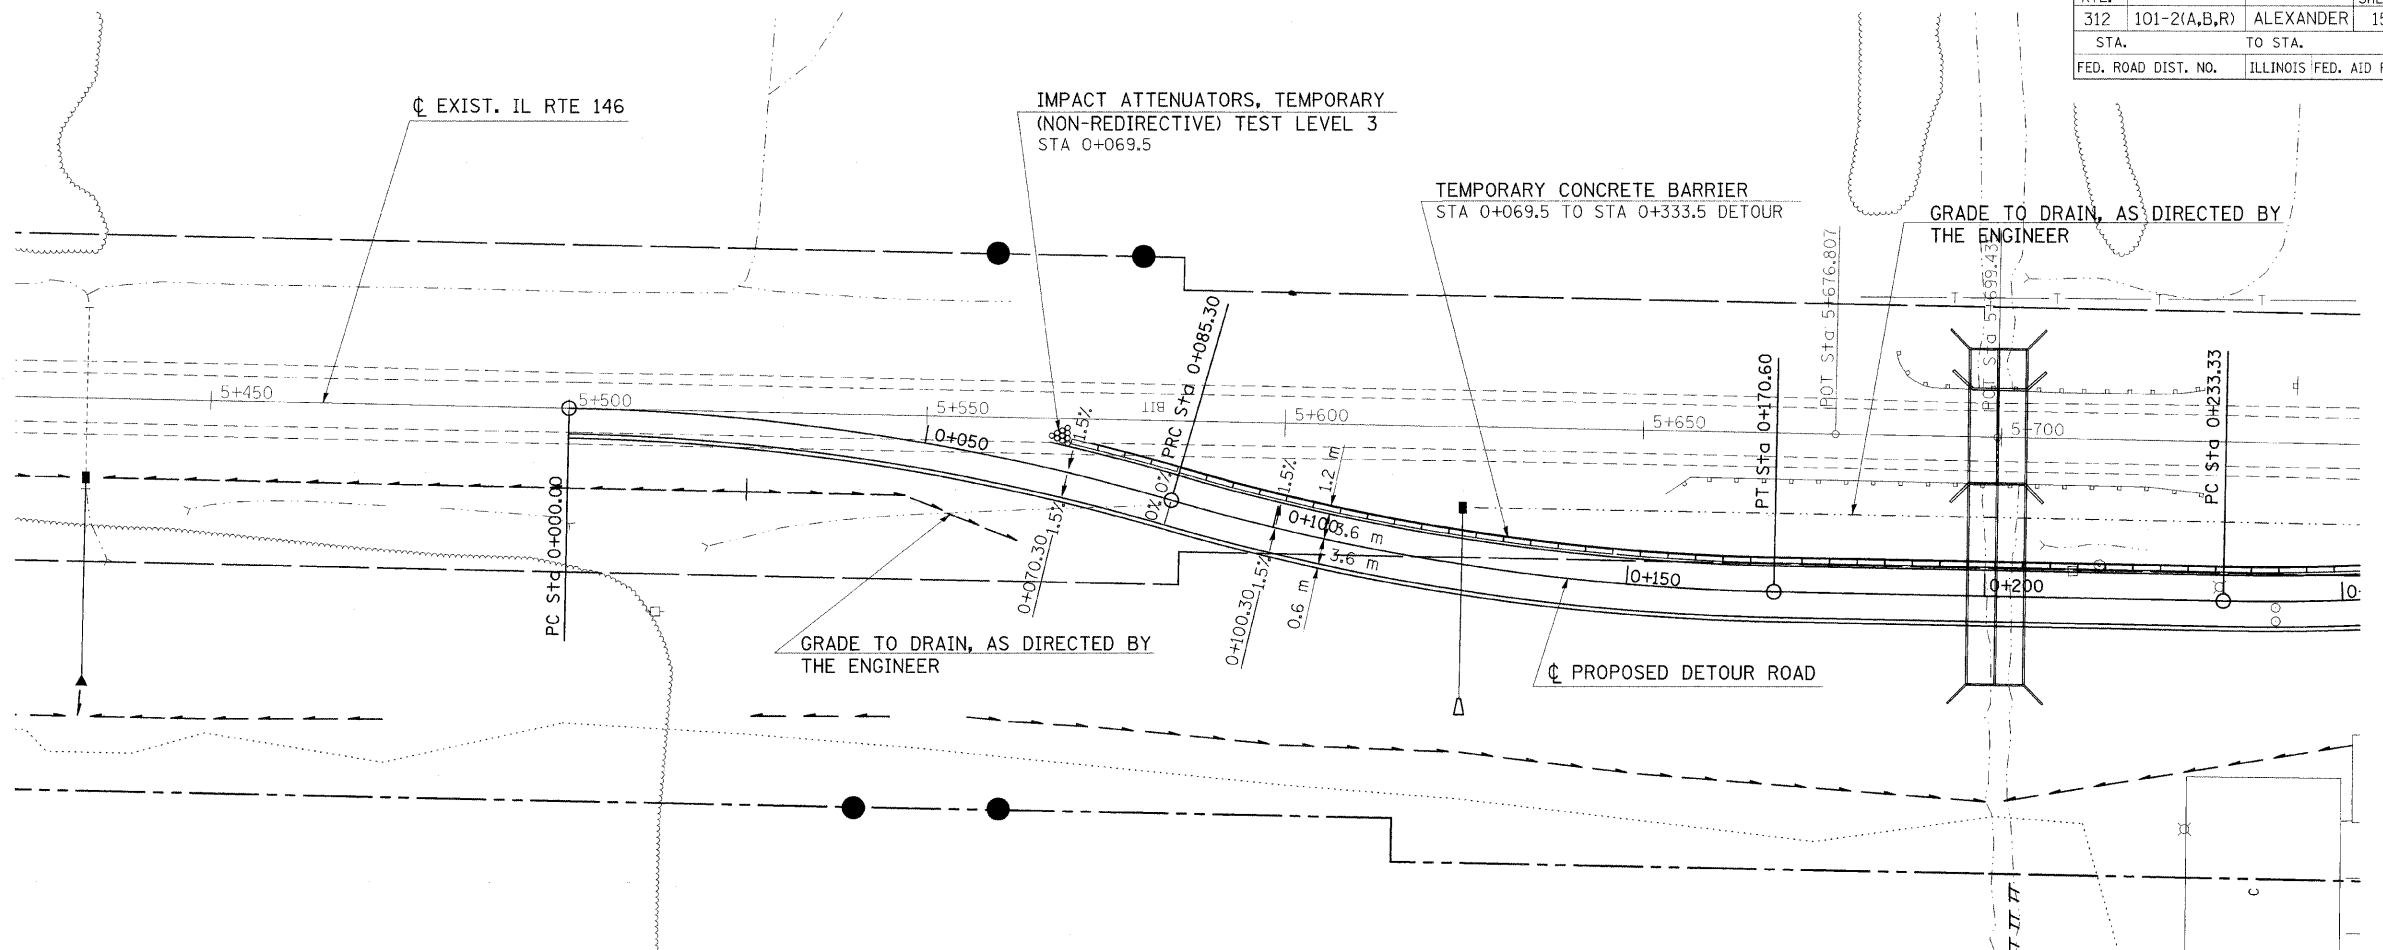 312 101-2(A,B,R) ALEXANDER
STA. TO STA.
FED. ROAD DIST. NO. ILLINOIS FED. AID
℄ EXIST. IL RTE 146
IMPACT ATTENUATORS, TEMPORARY
(NON-REDIRECTIVE) TEST LEVEL 3
STA 0+069.5
TEMPORARY CONCRETE BARRIER
STA 0+069.5 TO STA 0+333.5 DETOUR
GRADE TO DRAIN, AS DIRECTED BY
THE ENGINEER
POT Sta 5+676.807
POT Sta 5+699.43
5+450
5+500
5+550
5+600
5+650
5+700
BIT
PC Sta 0+000.00
PRC Sta 0+085.30
PT Sta 0+170.60
PC Sta 0+233.33
0+050
0+100
0+150
0+200
1.5%
1.5%
0+070.30
0%
0%
1.5%
1.5%
0+100.30
1.2 m
3.6 m
3.6 m
0.6 m
GRADE TO DRAIN, AS DIRECTED BY
THE ENGINEER
℄ PROPOSED DETOUR ROAD
T T T T
C